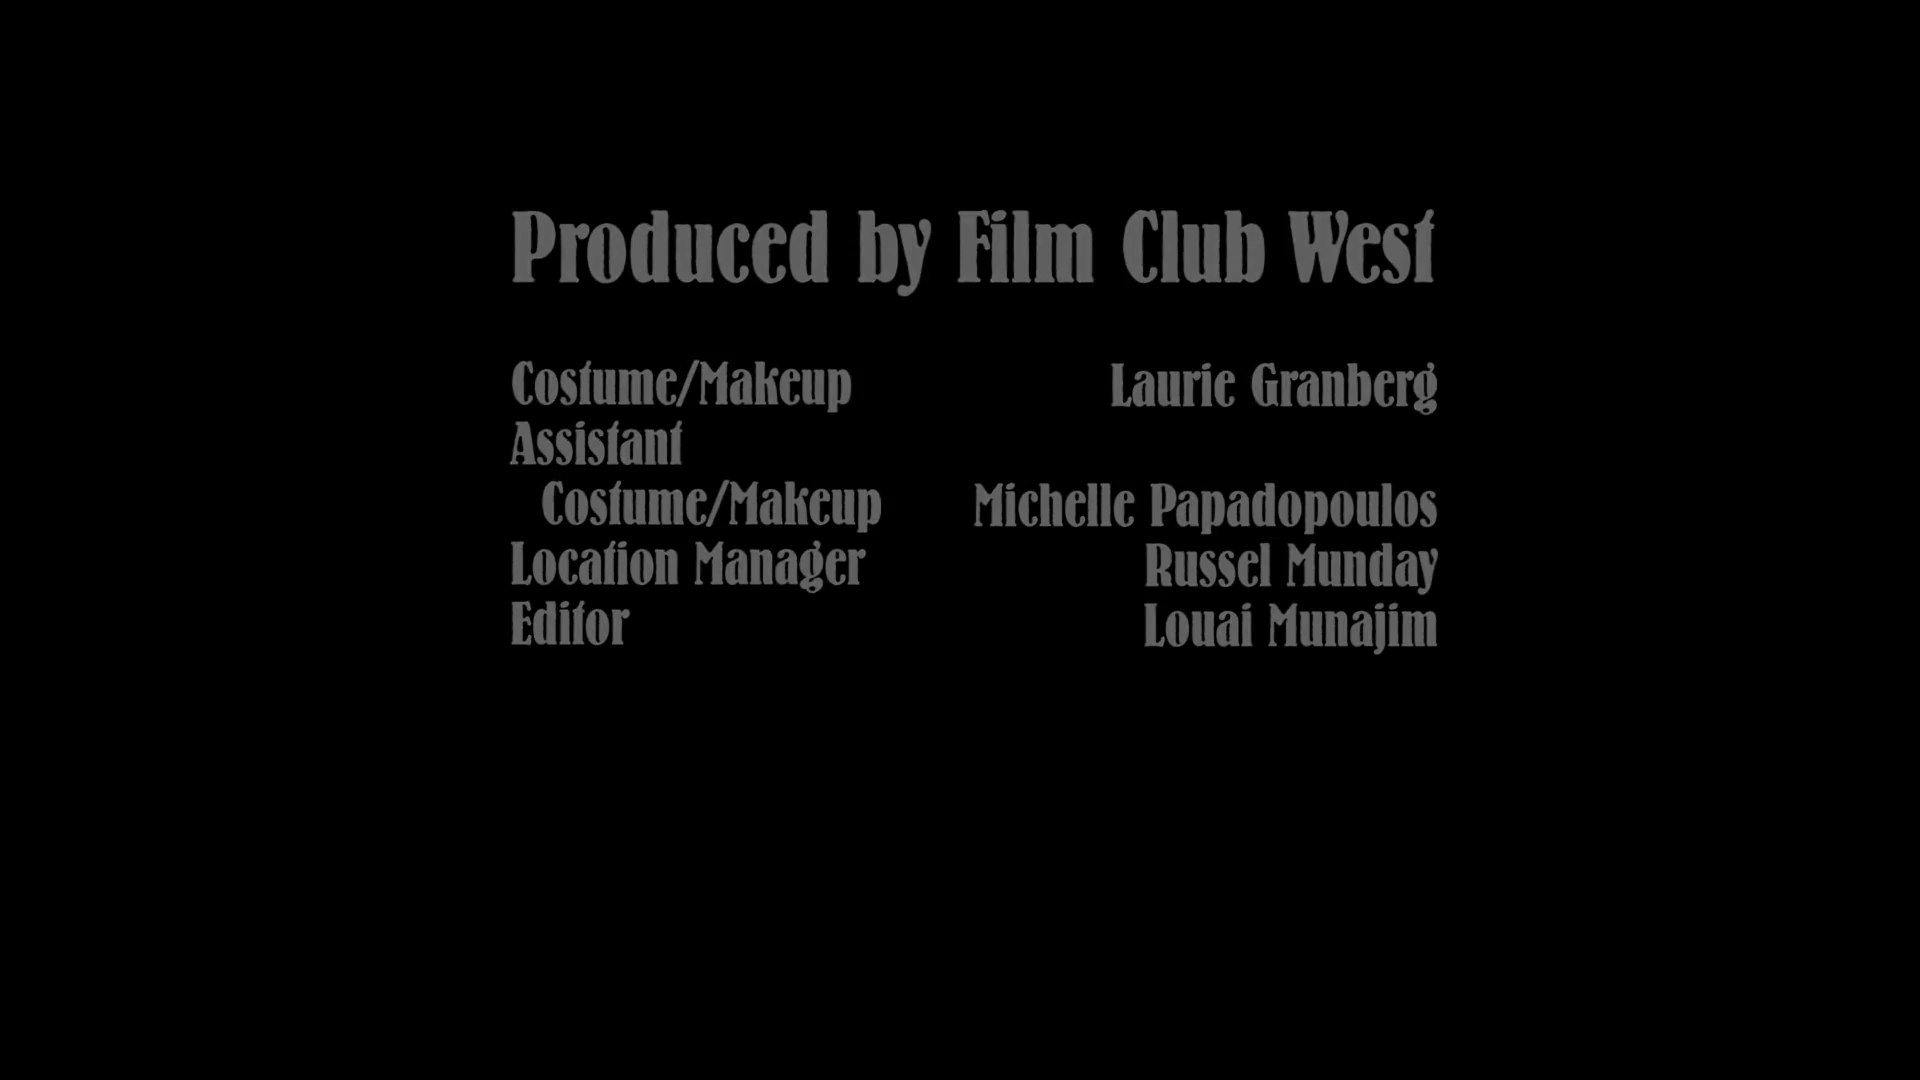 Produced by Film Club West
Costume/Makeup Laurie Granberg
Assistant
Costume/Makeup Michelle Papadopoulos
Location Manager Russel Munday
Editor Louai Munajim